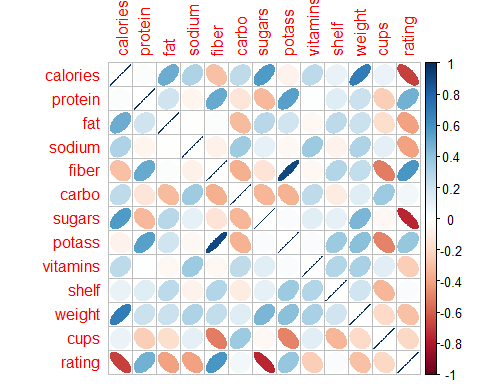 calories
protein
fat
sodium
fiber
carbo
sugars
potass
vitamins
shelf
weight
cups
rating
calories
protein
fat
sodium
fiber
carbo
sugars
potass
vitamins
shelf
weight
cups
rating
1
0.8
0.6
0.4
0.2
0
-0.2
-0.4
-0.6
-0.8
-1